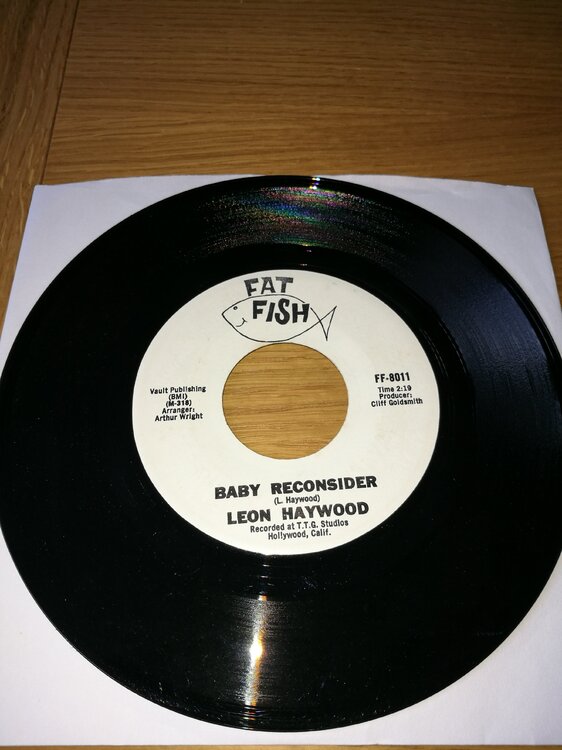 FAT
FISH
Vault Publishing
(BMI)
(M-318)
Arranger:
Arthur Wright
FF-8011
Time 2:19
Producer:
Cliff Goldsmith
BABY RECONSIDER
(L. Haywood)
LEON HAYWOOD
Recorded at T.T.G. Studios
Hollywood, Calif.